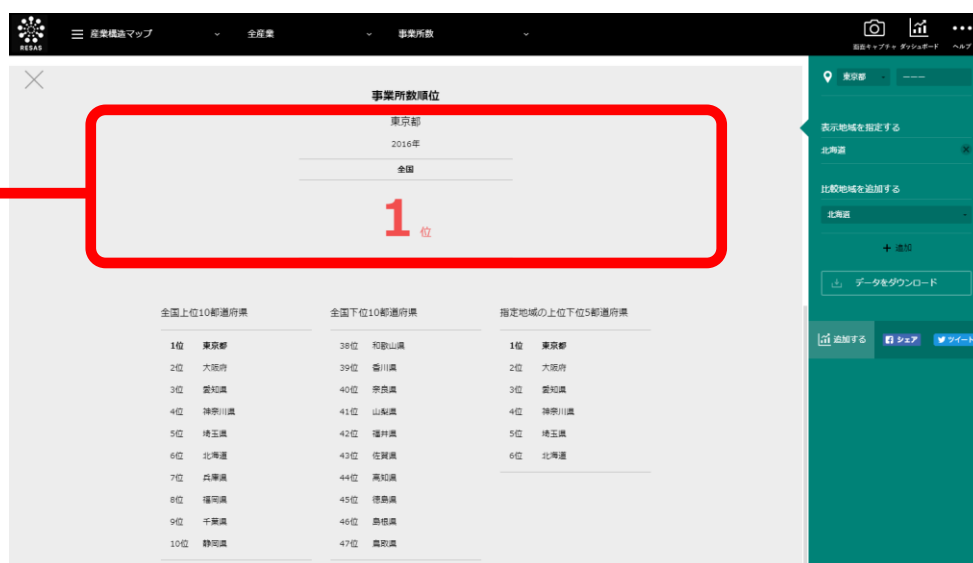 RESAS
産業構造マップ
全産業
事業所数
画面キャプチャ
ダッシュボード
ヘルプ
事業所数順位
東京都
2016年
全国
1位
全国上位10都道府県
1位 東京都
2位 大阪府
3位 愛知県
4位 神奈川県
5位 埼玉県
6位 北海道
7位 兵庫県
8位 福岡県
9位 千葉県
10位 静岡県
全国下位10都道府県
38位 和歌山県
39位 香川県
40位 奈良県
41位 山梨県
42位 福井県
43位 佐賀県
44位 高知県
45位 徳島県
46位 島根県
47位 鳥取県
指定地域の上位下位5都道府県
1位 東京都
2位 大阪府
3位 愛知県
4位 神奈川県
5位 埼玉県
6位 北海道
東京都 ---
表示地域を指定する
北海道
比較地域を追加する
北海道
+ 追加
データをダウンロード
追加する
シェア
ツイート